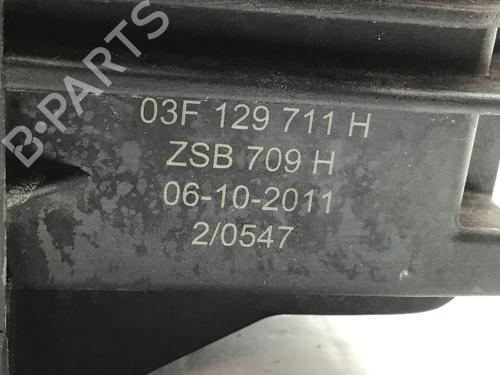 B-PARTS
03F 129 711 H
ZSB 709 H
06-10-2011
2/0547